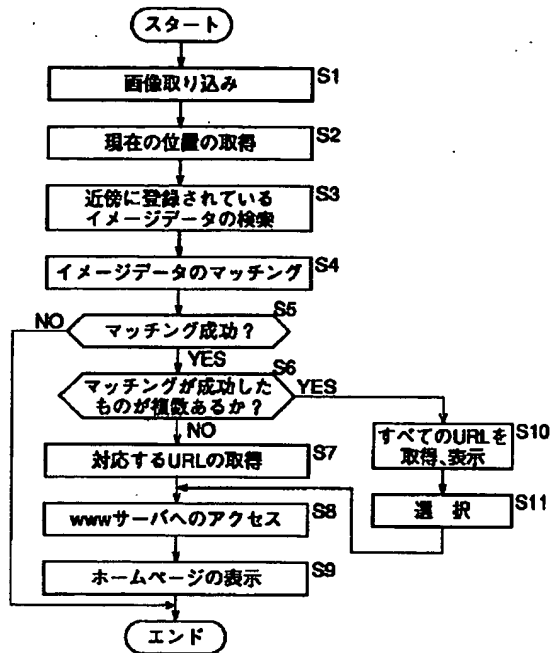 スタート
画像取り込み
S1
現在の位置の取得
S2
近傍に登録されている
イメージデータの検索
S3
イメージデータのマッチング
S4
S5
マッチング成功?
NO
YES
S6
マッチングが成功した
ものが複数あるか?
YES
NO
すべてのURLを
取得、表示
S10
対応するURLの取得
S7
選 択
S11
wwwサーバへのアクセス
S8
ホームページの表示
S9
エンド